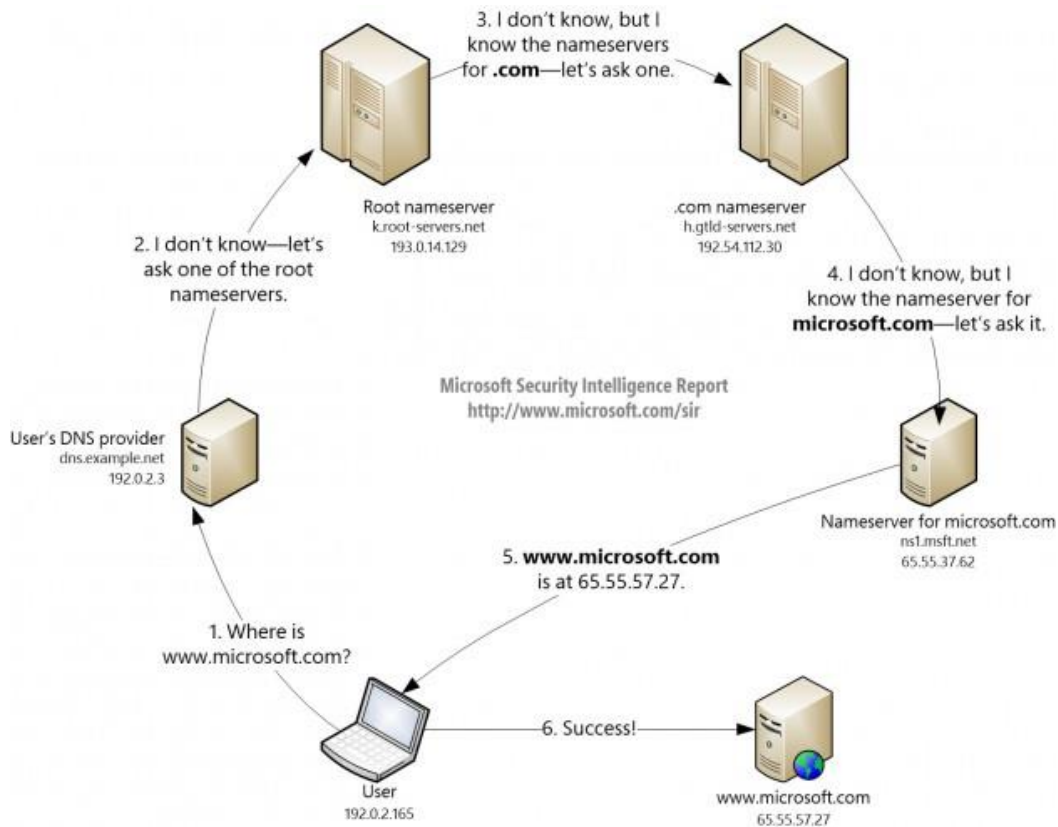 3. I don't know, but I
know the nameservers
for .com—let's ask one.
Root nameserver
k.root-servers.net
193.0.14.129
.com nameserver
h.gtld-servers.net
192.54.112.30
2. I don't know—let's
ask one of the root
nameservers.
4. I don't know, but I
know the nameserver for
microsoft.com—let's ask it.
Microsoft Security Intelligence Report
http://www.microsoft.com/sir
User's DNS provider
dns.example.net
192.0.2.3
Nameserver for microsoft.com
ns1.msft.net
65.55.37.62
5. www.microsoft.com
is at 65.55.57.27.
1. Where is
www.microsoft.com?
6. Success!
User
192.0.2.165
www.microsoft.com
65.55.57.27